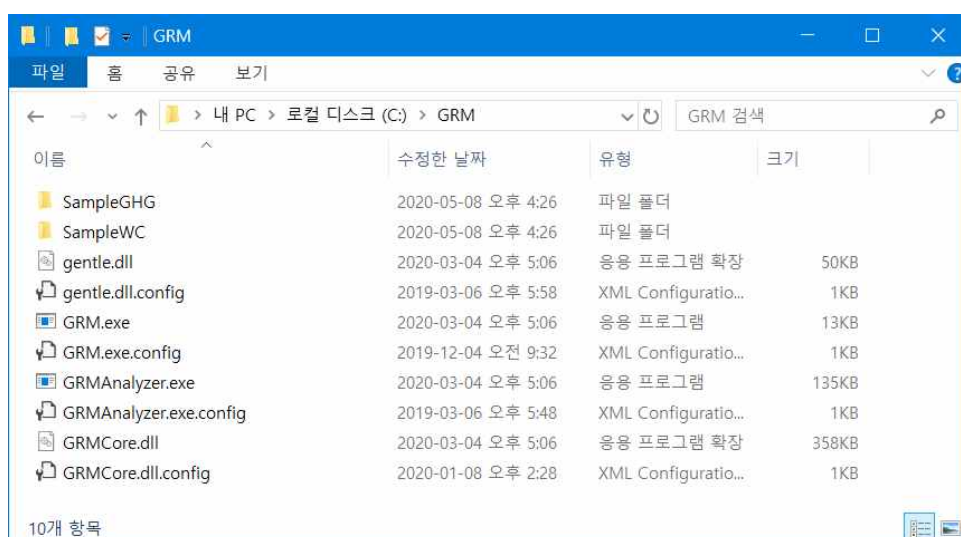 GRM
파일 홈 공유 보기
내 PC > 로컬 디스크 (C:) > GRM GRM 검색
이름 수정한 날짜 유형 크기
SampleGHG 2020-05-08 오후 4:26 파일 폴더
SampleWC 2020-05-08 오후 4:26 파일 폴더
gentle.dll 2020-03-04 오후 5:06 응용 프로그램 확장 50KB
gentle.dll.config 2019-03-06 오후 5:58 XML Configuratio... 1KB
GRM.exe 2020-03-04 오후 5:06 응용 프로그램 13KB
GRM.exe.config 2019-12-04 오전 9:32 XML Configuratio... 1KB
GRMAnalyzer.exe 2020-03-04 오후 5:06 응용 프로그램 135KB
GRMAnalyzer.exe.config 2019-03-06 오후 5:48 XML Configuratio... 1KB
GRMCore.dll 2020-03-04 오후 5:06 응용 프로그램 확장 358KB
GRMCore.dll.config 2020-01-08 오후 2:28 XML Configuratio... 1KB
10개 항목